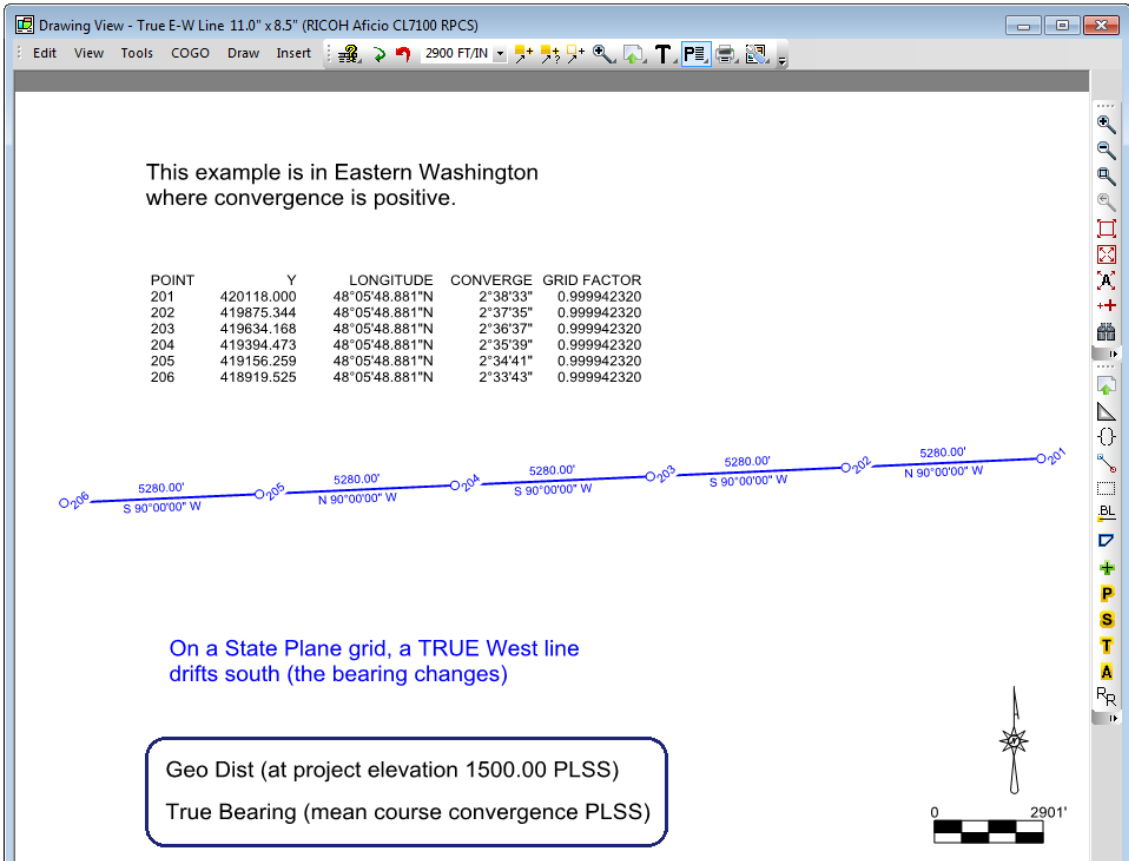 Drawing View - True E-W Line 11.0" x 8.5" (RICOH Aficio CL7100 RPCS)
Edit View Tools COGO Draw Insert 2900 FT/IN T P
This example is in Eastern Washington
where convergence is positive.
POINT Y LONGITUDE CONVERGE GRID FACTOR
201 420118.000 48°05'48.881"N 2°38'33" 0.999942320
202 419875.344 48°05'48.881"N 2°37'35" 0.999942320
203 419634.168 48°05'48.881"N 2°36'37" 0.999942320
204 419394.473 48°05'48.881"N 2°35'39" 0.999942320
205 419156.259 48°05'48.881"N 2°34'41" 0.999942320
206 418919.525 48°05'48.881"N 2°33'43" 0.999942320
5280.00' 5280.00' 5280.00' 5280.00' 5280.00'
206 205 204 203 202 201
S 90°00'00" W N 90°00'00" W S 90°00'00" W S 90°00'00" W N 90°00'00" W
On a State Plane grid, a TRUE West line
drifts south (the bearing changes)
Geo Dist (at project elevation 1500.00 PLSS)
True Bearing (mean course convergence PLSS)
0 2901'
A
BL
P
S
T
A
RR